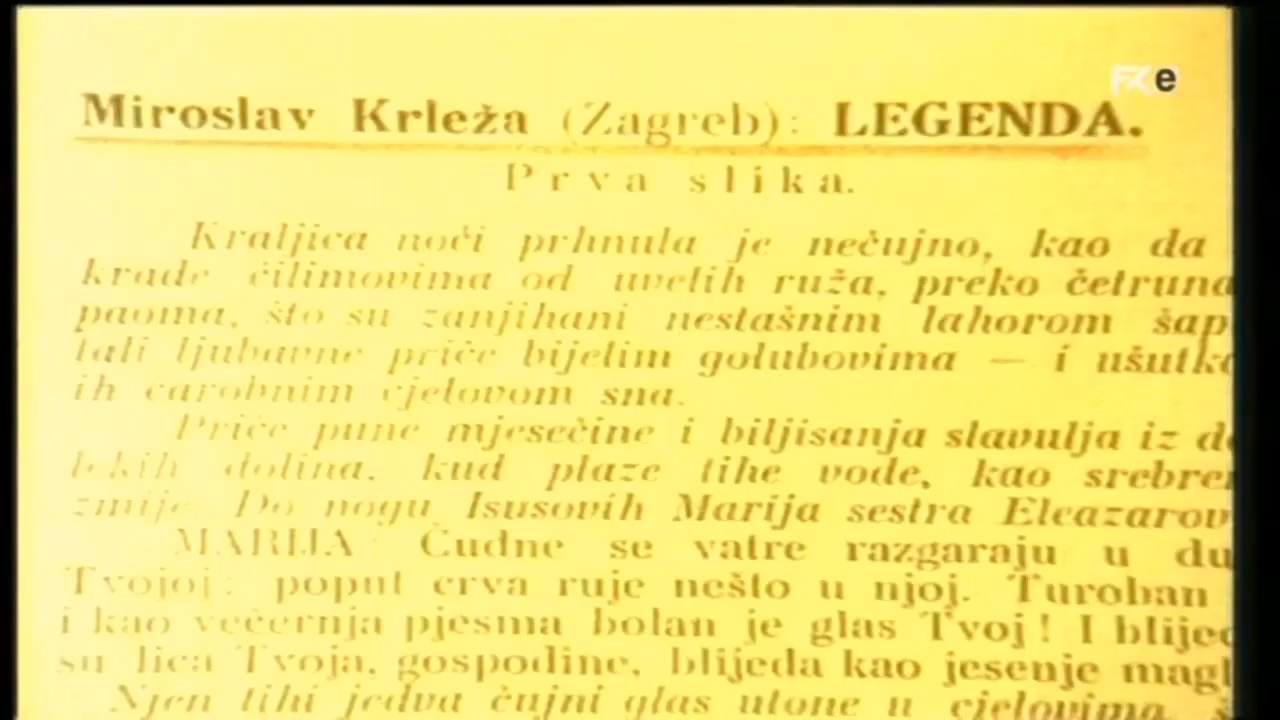 FX e
Miroslav Krleža (Zagreb): LEGENDA.
Prva slika.
Kraljica noći prhnula je nečujno, kao da
krade ćilimovima od uvelih ruža, preko četruna
paoma, što su zanjihani nestašnim lahorom šap
tali ljubavne priče bijelim golubovima — i ušutk
ih čarobnim cjelovom sna.
Priče pune mjesečine i biljisanja slavulja iz d
lekih dolina, kud plaze tihe vode, kao srebre
zmije. Do nogu Isusovih Marija sestra Eleazarov
MARIJA: Čudne se vatre razgaraju u du
Tvojoj; poput crva ruje nešto u njoj. Turoban
i kao večernja pjesma bolan je glas Tvoj! I blije
su lica Tvoja, gospodine, blijeda kao jesenje magl
Njen tihi jedva čujni glas utone u cjelovima